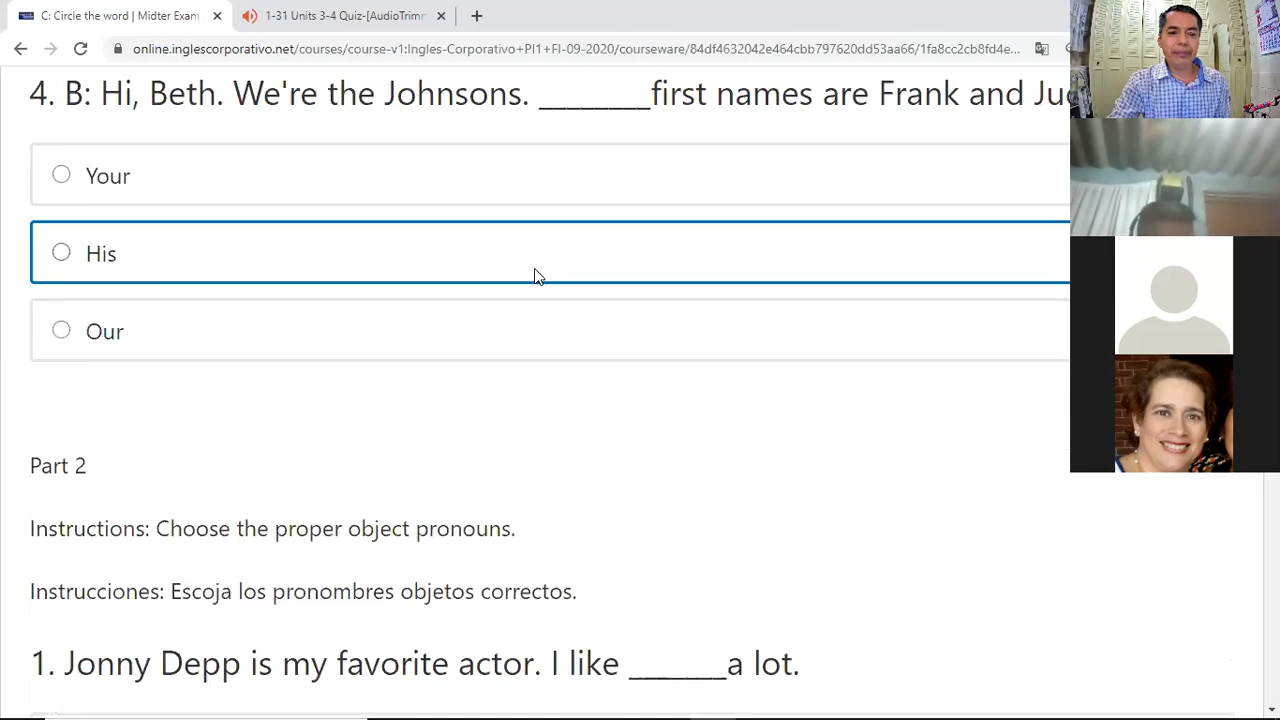 C: Circle the word | Midter Exam
1-31 Units 3-4 Quiz-[AudioTrimr
online.inglescorporativo.net/courses/course-v1:Ingles-Corporativo+PI1+FI-09-2020/courseware/84df4632042e464cbb797620dd53aa66/1fa8cc2cb8fd4e...
4. B: Hi, Beth. We're the Johnsons. ________first names are Frank and Ju
Your
His
Our
Part 2
Instructions: Choose the proper object pronouns.
Instrucciones: Escoja los pronombres objetos correctos.
1. Jonny Depp is my favorite actor. I like _______a lot.